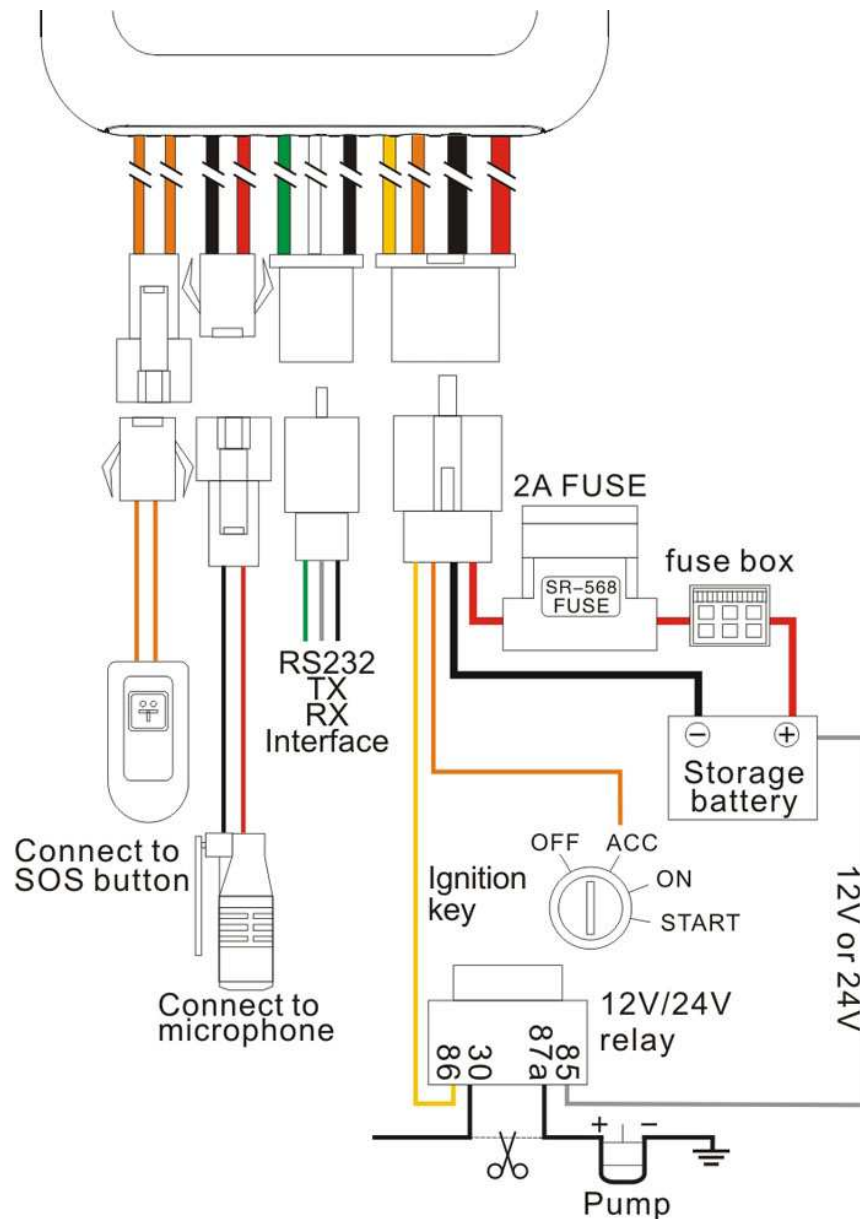 2A FUSE
SR-568
FUSE
fuse box
RS232
TX
RX
Interface
− +
Storage
battery
Connect to
SOS button
OFF ACC
ON
START
Ignition
key
12V or 24V
Connect to
microphone
12V/24V
relay
86 30 87a 85
+ −
Pump